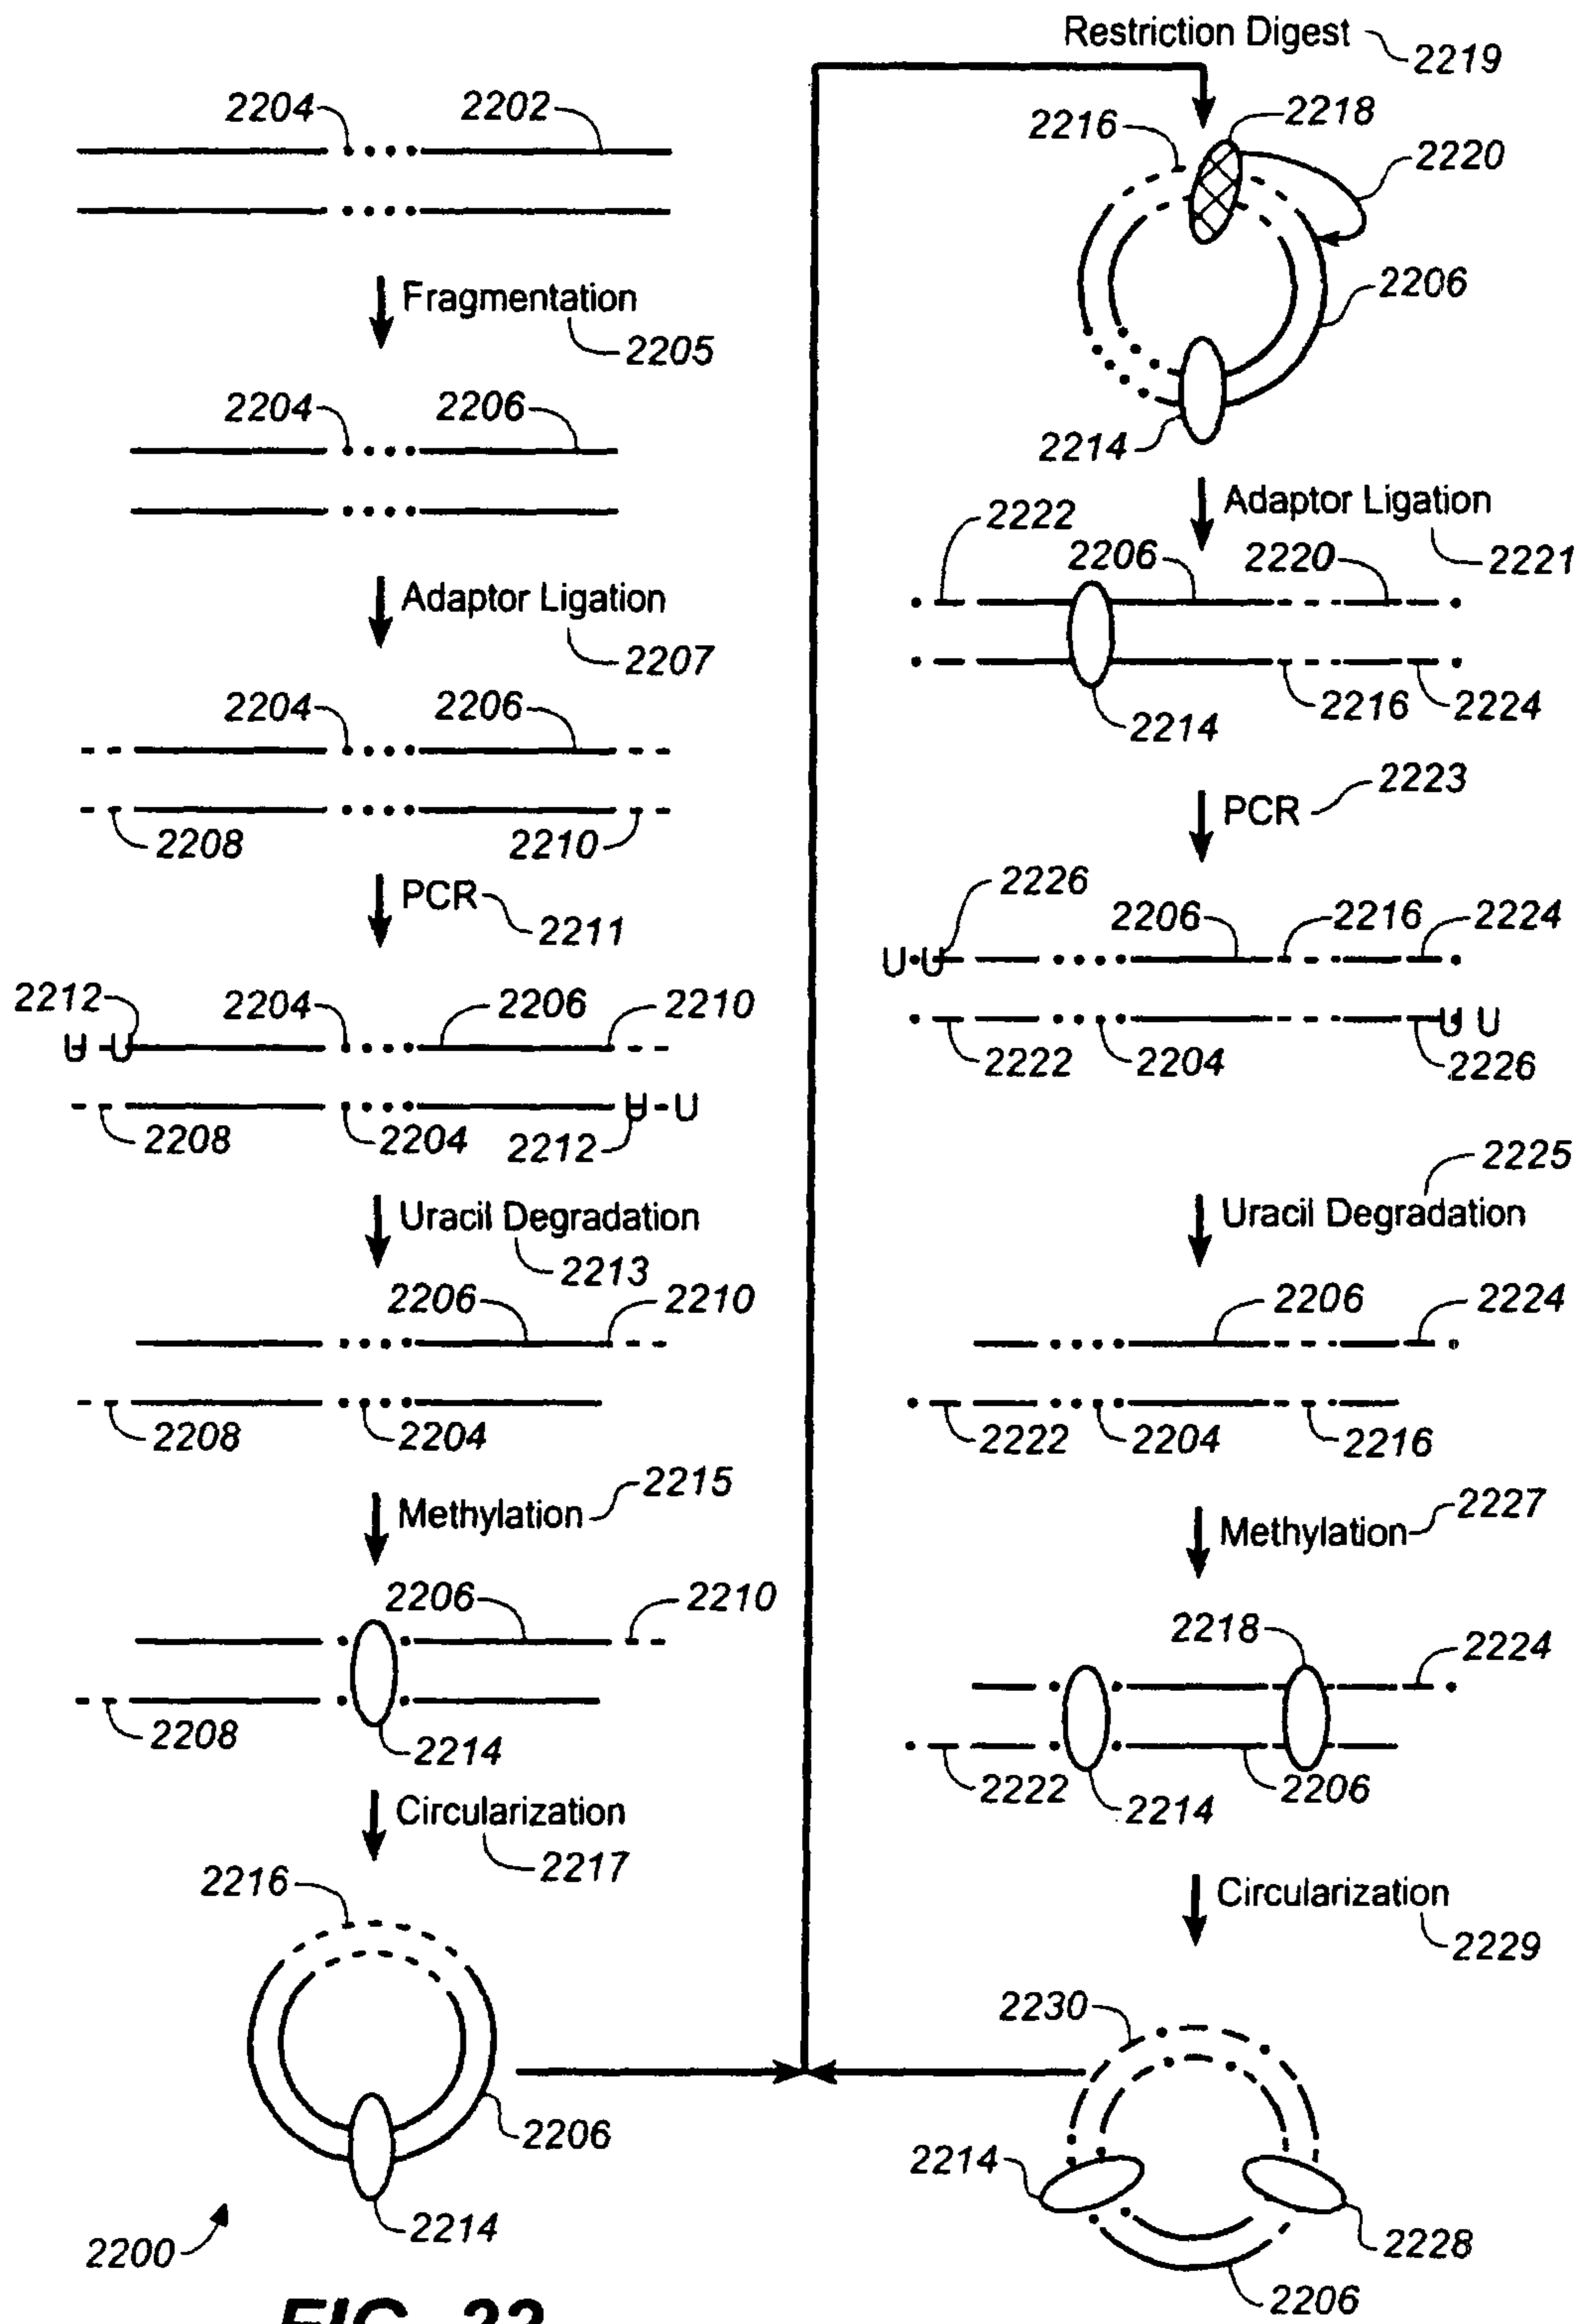 2204 2202
Fragmentation
2205
2204 2206
Adaptor Ligation
2207
2204 2206
2208 2210
PCR
2211
2212 2204 2206 2210
U U
U U
2208 2204 2212
Uracil Degradation
2213
2206 2210
2208 2204
Methylation 2215
2206 2210
2208 2214
Circularization
2217
2216
2206
2214
2200
FIG. 22
Restriction Digest 2219
2216 2218
2220
2206
2214
Adaptor Ligation
2221
2222 2206 2220
2214 2216 2224
PCR 2223
2226 2206 2216 2224
U U
U U
2222 2204 2226
Uracil Degradation 2225
2206 2224
2222 2204 2216
Methylation 2227
2218 2224
2222 2214 2206
Circularization
2229
2230
2214
2228
2206